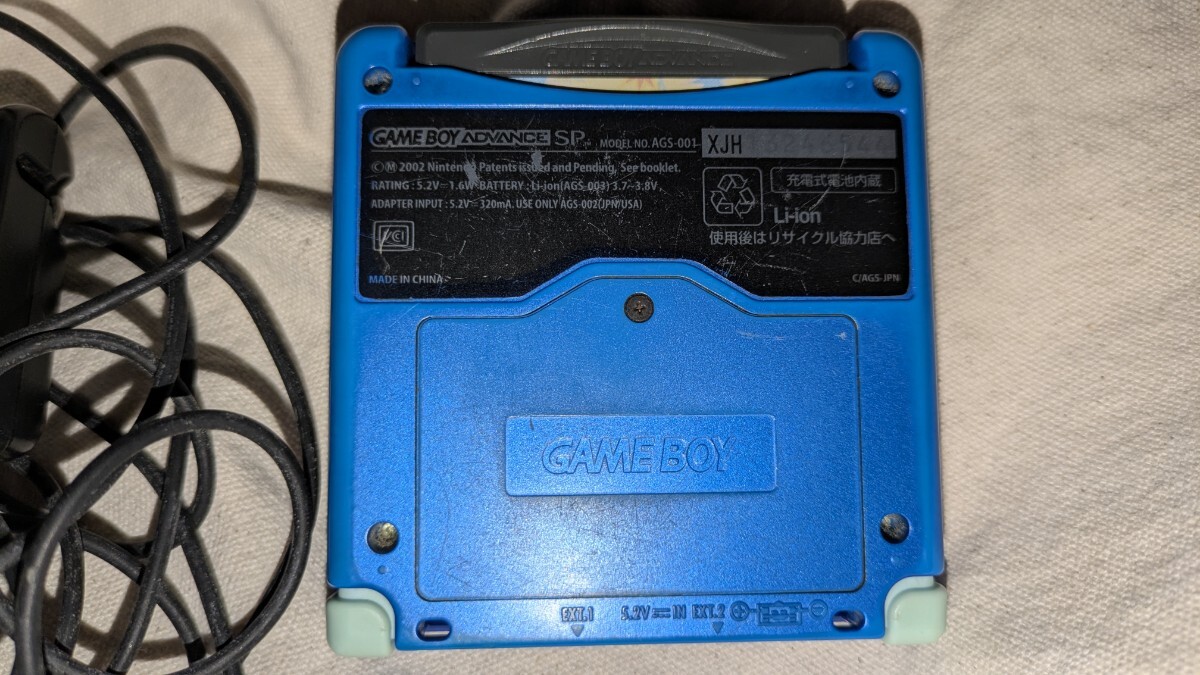 GAME BOY ADVANCE
GAME BOY ADVANCE SP MODEL NO. AGS-001 XJH
©Ⓜ 2002 Nintendo Patents issued and Pending, See booklet.
RATING : 5.2V⎓1.6W BATTERY : Li-ion(AGS-003) 3.7~3.8V
ADAPTER INPUT : 5.2V⎓320mA. USE ONLY AGS-002(JPN/USA)
充電式電池内蔵
Li-ion
使用後はリサイクル協力店へ
VCCI
MADE IN CHINA
C/AGS-JPN
GAME BOY
EXT.1 5.2V⎓IN EXT.2